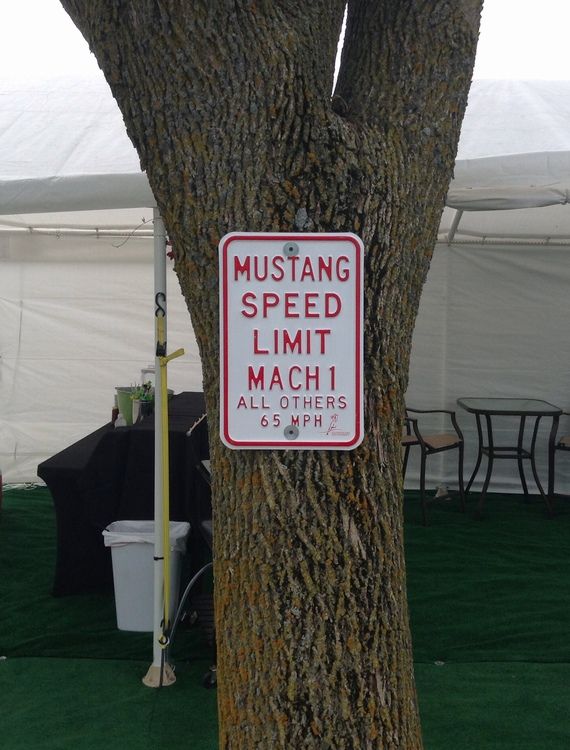 MUSTANG
SPEED
LIMIT
MACH 1
ALL OTHERS
65 MPH